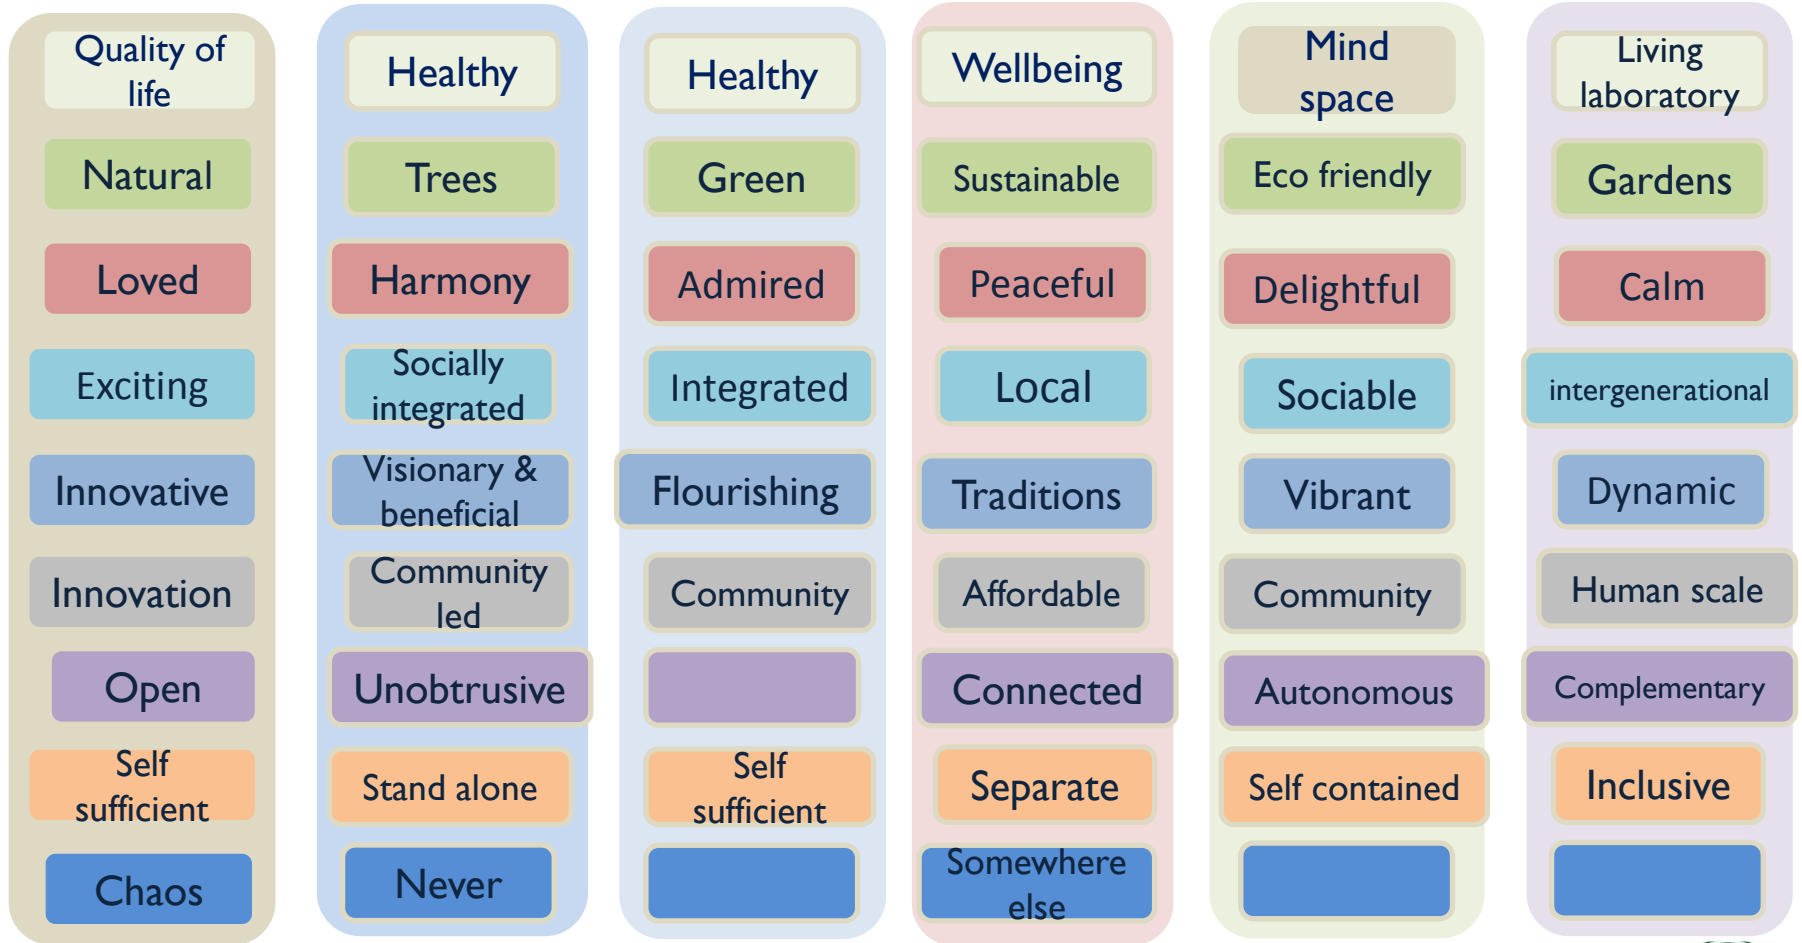 Quality of
life
Natural
Loved
Exciting
Innovative
Innovation
Open
Self
sufficient
Chaos
Healthy
Trees
Harmony
Socially
integrated
Visionary &
beneficial
Community
led
Unobtrusive
Stand alone
Never
Healthy
Green
Admired
Integrated
Flourishing
Community
Self
sufficient
Wellbeing
Sustainable
Peaceful
Local
Traditions
Affordable
Connected
Separate
Somewhere
else
Mind
space
Eco friendly
Delightful
Sociable
Vibrant
Community
Autonomous
Self contained
Living
laboratory
Gardens
Calm
intergenerational
Dynamic
Human scale
Complementary
Inclusive